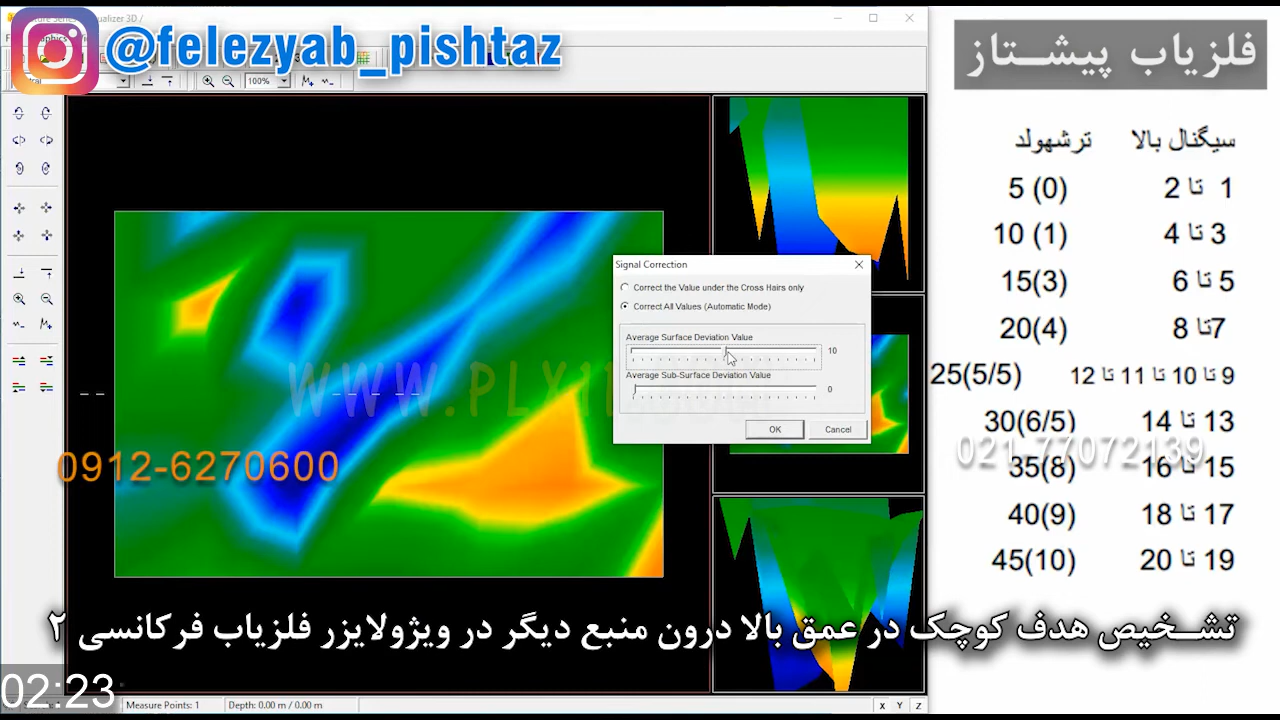 @felezyab_pishtaz
100%
Signal Correction
Correct the Value under the Cross Hairs only
Correct All Values (Automatic Mode)
Average Surface Deviation Value
10
Average Sub-Surface Deviation Value
0
OK
Cancel
0912-6270600
021-77072139
فلزیاب پیشـتاز
سیگنال بالا ترشهولد
1 تا 2 5 (0)
3 تا 4 10 (1)
5 تا 6 15(3)
7تا 8 20(4)
9 تا 10 تا 11 تا 12 25(5/5)
13 تا 14 30(6/5)
15 تا 16 35(8)
17 تا 18 40(9)
19 تا 20 45(10)
تشـخیص هدف کوچک در عمق بالا درون منبع دیگر در ویژولایزر فلزیاب فرکانسی ۲
02:23
Measure Points: 1
Depth: 0.00 m / 0.00 m
X Y Z